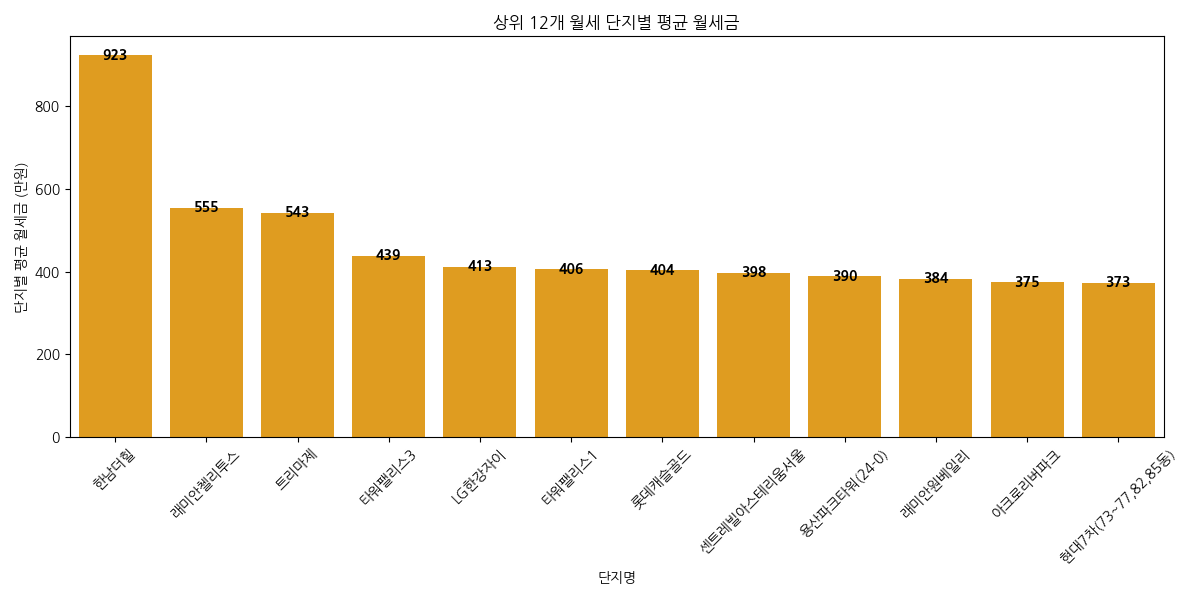 상위 12개 월세 단지별 평균 월세금
단지별 평균 월세금 (만원)
800
600
400
200
0
923
555
543
439
413
406
404
398
390
384
375
373
한남더힐
래미안첼리투스
트리마제
타워팰리스3
LG한강자이
타워팰리스1
롯데캐슬골드
센트레빌아스테리움서울
용산파크타워(24-0)
래미안원베일리
아크로리버파크
현대7차(73~77,82,85동)
단지명